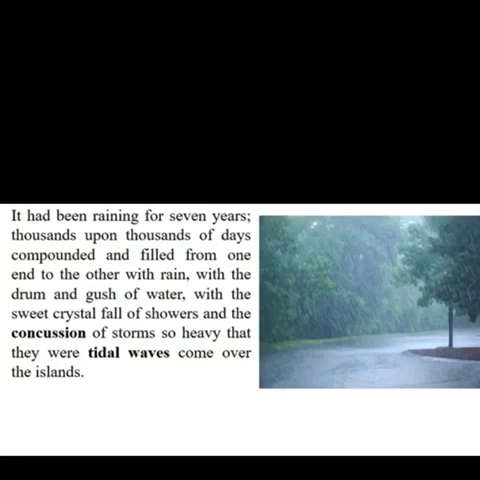 It had been raining for seven years;
thousands upon thousands of days
compounded and filled from one
end to the other with rain, with the
drum and gush of water, with the
sweet crystal fall of showers and the
concussion of storms so heavy that
they were tidal waves come over
the islands.